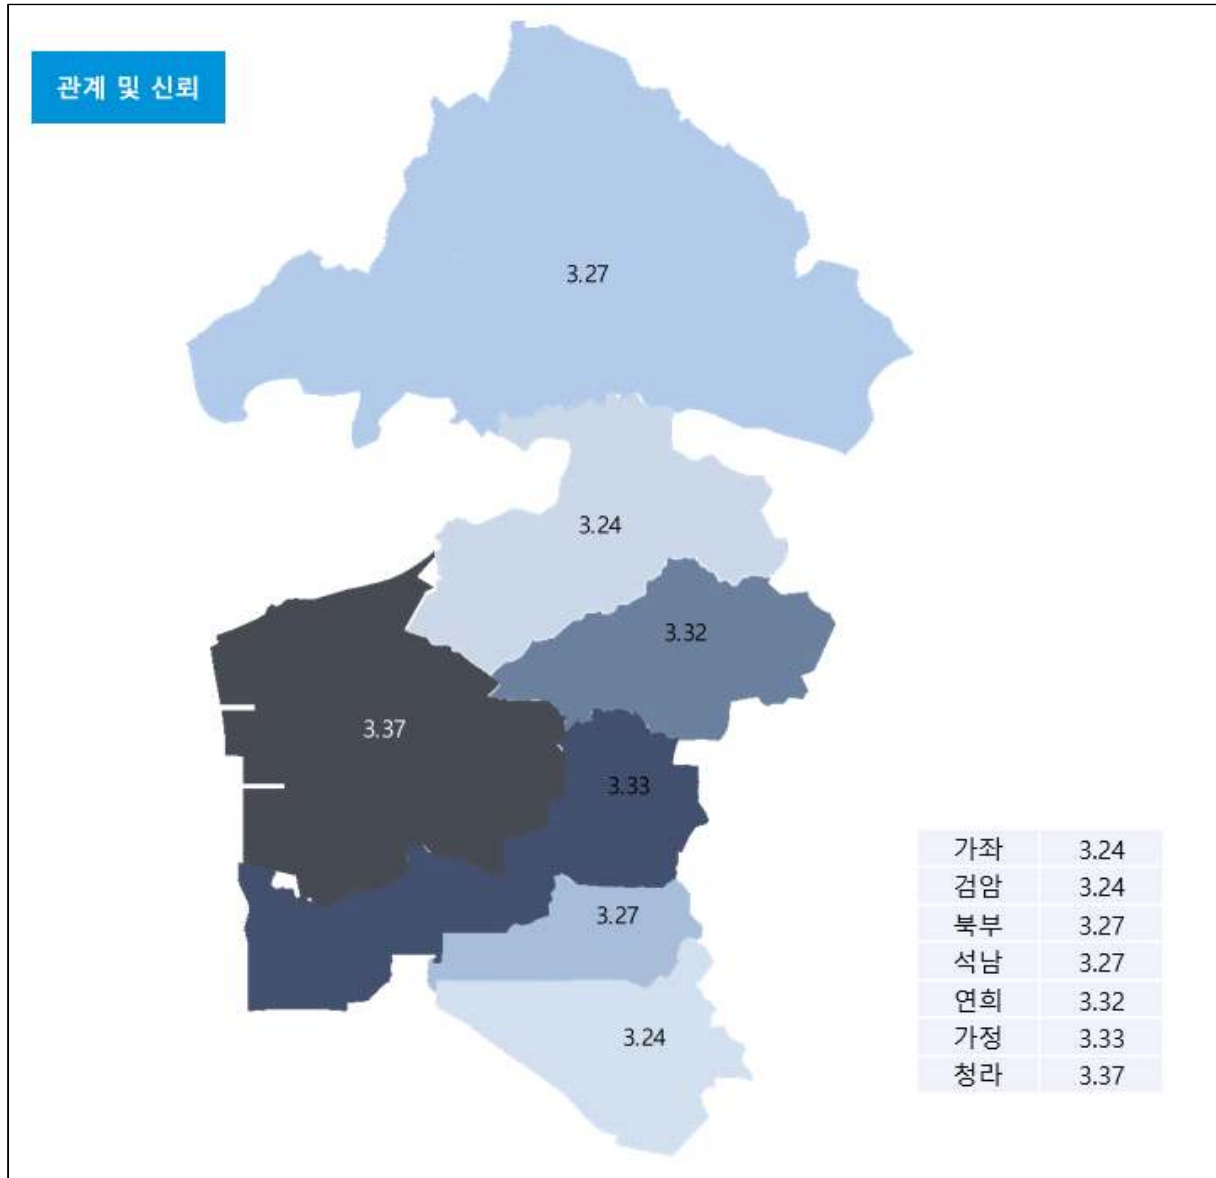 관계 및 신뢰
3.27
3.24
3.32
3.37
3.33
3.27
3.24
가좌 3.24
검암 3.24
북부 3.27
석남 3.27
연희 3.32
가정 3.33
청라 3.37